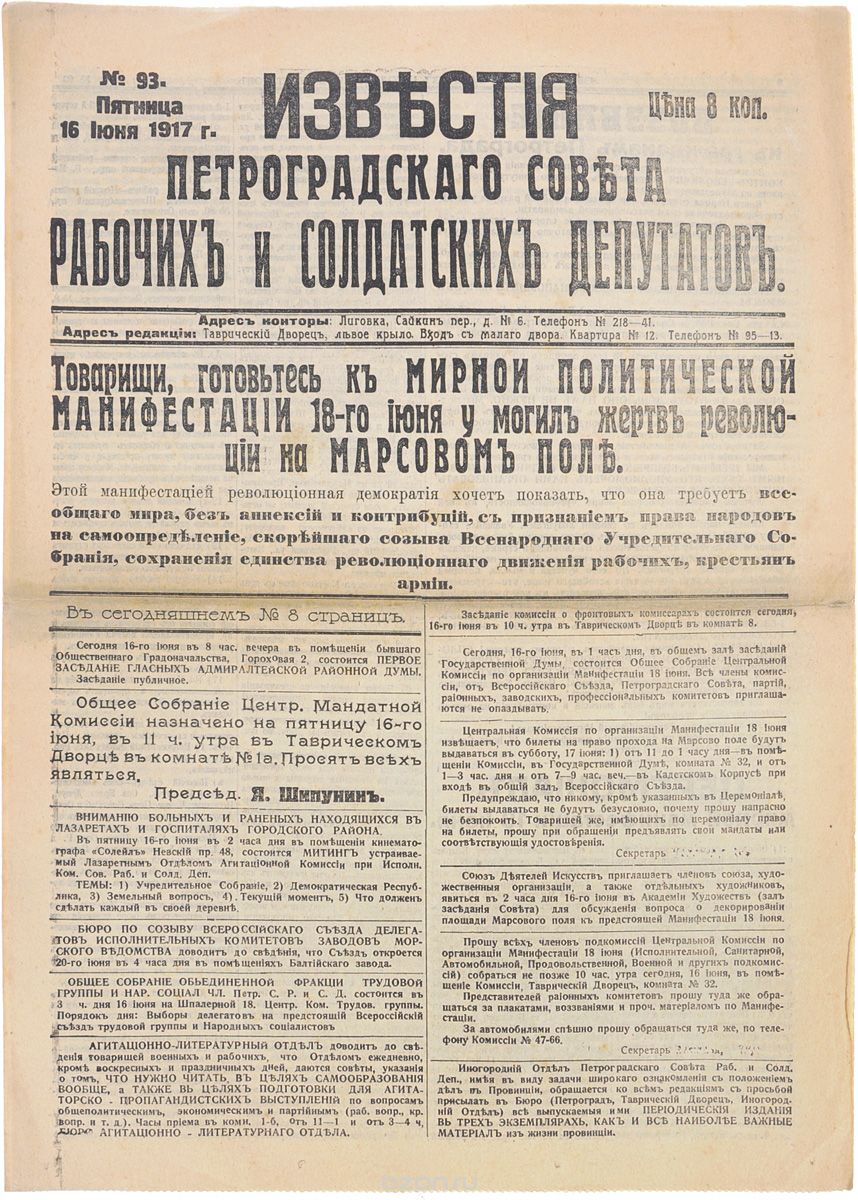 № 93.
Пятница
16 Іюня 1917 г.
ИЗВѢСТІЯ
Цѣна 8 коп.
ПЕТРОГРАДСКАГО СОВѢТА
РАБОЧИХЪ и СОЛДАТСКИХЪ ДЕПУТАТОВЪ.
Адресъ конторы: Лиговка, Сайкинъ пер., д. № 6. Телефонъ № 218—41.
Адресъ редакціи: Таврическій Дворецъ, лѣвое крыло. Входъ съ малаго двора. Квартира № 12. Телефонъ № 95—13.
Товарищи, готовьтесь къ МИРНОЙ ПОЛИТИЧЕСКОЙ
МАНИФЕСТАЦІИ 18-го іюня у могилъ жертвъ револю-
ціи на МАРСОВОМЪ ПОЛѢ.
Этой манифестаціей революціонная демократія хочетъ показать, что она требуетъ все-
общаго мира, безъ аннексій и контрибуцій, съ признаніемъ права народовъ
на самоопредѣленіе, скорѣйшаго созыва Всенароднаго Учредительнаго Со-
бранія, сохраненія единства революціоннаго движенія рабочихъ, крестьянъ
арміи.
Въ сегодняшнемъ № 8 страницъ.
Сегодня 16-го іюня въ 8 час. вечера въ помѣщеніи бывшаго
Общественнаго Градоначальства, Гороховая 2, состоится ПЕРВОЕ
ЗАСѢДАНІЕ ГЛАСНЫХЪ АДМИРАЛТЕЙСКОЙ РАЙОННОЙ ДУМЫ.
Засѣданіе публичное.
Общее Собраніе Центр. Мандатной
Комиссіи назначено на пятницу 16-го
іюня, въ 11 ч. утра въ Таврическомъ
Дворцѣ въ комнатѣ № 1а. Просятъ всѣхъ
являться.
Предсѣд. Я. Шипунинъ.
ВНИМАНІЮ БОЛЬНЫХЪ И РАНЕНЫХЪ НАХОДЯЩИХСЯ ВЪ
ЛАЗАРЕТАХЪ И ГОСПИТАЛЯХЪ ГОРОДСКОГО РАЙОНА.
Въ пятницу 16-го іюня въ 2 часа дня въ помѣщеніи кинемато-
графа «Солейлъ» Невскій пр. 48, состоится МИТИНГЪ устраивае-
мый Лазаретнымъ Отдѣломъ Агитаціонной Комиссіи при Исполн.
Ком. Сов. Раб. и Солд. Деп.
ТЕМЫ: 1) Учредительное Собраніе, 2) Демократическая Респуб-
лика, 3) Земельный вопросъ, 4) Текущій моментъ, 5) Что долженъ
сдѣлать каждый въ своей деревнѣ.
БЮРО ПО СОЗЫВУ ВСЕРОССІЙСКАГО СЪѢЗДА ДЕЛЕГА-
ТОВЪ ИСПОЛНИТЕЛЬНЫХЪ КОМИТЕТОВЪ ЗАВОДОВЪ МОР-
СКОГО ВѢДОМСТВА доводитъ до свѣдѣнія, что Съѣздъ откроется
20-го іюня въ 4 часа дня въ помѣщеніяхъ Балтійскаго завода.
ОБЩЕЕ СОБРАНІЕ ОБЪЕДИНЕННОЙ ФРАКЦІИ ТРУДОВОЙ
ГРУППЫ И НАР. СОЦІАЛ ЧЛ. Петр. С. Р. и С. Д. состоится въ
3 ч. дня 16 іюня на Шпалерной 18. Центр. Ком. Трудов. группы.
Порядокъ дня: Выборы делегатовъ на предстоящій Всероссійскій
съѣздъ трудовой группы и Народныхъ соціалистовъ
АГИТАЦІОННО-ЛИТЕРАТУРНЫЙ ОТДѢЛЪ доводитъ до свѣ-
дѣнія товарищей военныхъ и рабочихъ, что Отдѣломъ ежедневно,
кромѣ воскресныхъ и праздничныхъ дней, даются совѣты, указанія
о томъ, ЧТО НУЖНО ЧИТАТЬ, ВЪ ЦѢЛЯХЪ САМООБРАЗОВАНІЯ
ВООБЩЕ, а ТАКЖЕ ВЪ ЦѢЛЯХЪ ПОДГОТОВКИ ДЛЯ АГИТА-
ТОРСКО - ПРОПАГАНДИСТСКИХЪ ВЫСТУПЛЕНІЙ по вопросамъ
общеполитическимъ, экономическимъ и партійнымъ (раб. вопр., кр.
вопр. и т. д.). Часы пріема въ комн. 1-б, отъ 11—1 и отъ 3—4 ч,
БЮРО АГИТАЦІОННО - ЛИТЕРАТУРНАГО ОТДѢЛА.
Засѣданіе комиссіи о фронтовыхъ комиссарахъ состоится сегодня,
16-го іюня въ 10 ч. утра въ Таврическомъ Дворцѣ въ комнатѣ 8.
Сегодня, 16-го іюня, въ 1 часъ дня, въ общемъ залѣ засѣданій
Государственной Думы, состоится Общее Собраніе Центральной
Комиссіи по организаціи Манифестаціи 18 іюня. Всѣ члены комис-
сіи, отъ Всероссійскаго Съѣзда, Петроградскаго Совѣта, партій,
районныхъ, заводскихъ, профессіональныхъ комитетовъ приглаша-
ются не опаздывать.
Центральная Комиссія по организаціи Манифестаціи 18 іюня
извѣщаетъ, что билеты на право прохода на Марсово поле будутъ
выдаваться въ субботу, 17 іюня: 1) отъ 11 до 1 часу дня—въ помѣ-
щеніи Комиссіи, въ Государственной Думѣ, комната № 32, и отъ
1—3 час. дня и отъ 7—9 час. веч.—въ Кадетскомъ Корпусѣ при
входѣ въ общій залъ Всероссійскаго Съѣзда.
Предупреждаю, что никому, кромѣ указанныхъ въ Церемоніалѣ,
билеты выдаваться не будутъ безусловно, почему прошу напрасно
не безпокоить. Товарищей же, имѣющихъ по церемоніалу право
на билеты, прошу при обращеніи предъявлять свои мандаты или
соотвѣтствующія удостовѣренія.
Секретарь
Союзъ Дѣятелей Искусствъ приглашаетъ членовъ союза, худо-
жественныя организаціи, а также отдѣльныхъ художниковъ,
явиться въ 2 часа дня 16-го іюня въ Академіи Художествъ (залъ
засѣданія Совѣта) для обсужденія вопроса о декорированіи
площади Марсового поля къ предстоящей Манифестаціи 18 іюня.
Прошу всѣхъ членовъ подкомиссій Центральной Комиссіи по
организаціи Манифестаціи 18 іюня (Исполнительной, Санитарной,
Автомобильной, Продовольственной, Военной и другихъ подкомис-
сій) собраться не позже 10 час. утра сегодня, 16 іюня, въ помѣ-
щеніе Комиссіи, Таврическій Дворецъ, комната № 32.
Представители районныхъ комитетовъ прошу туда же обра-
щаться за плакатами, воззваніями и проч. матеріаломъ по Манифе-
стаціи.
За автомобилями спѣшно прошу обращаться туда же, по теле-
фону Комиссіи № 47-66.
Секретарь
Иногородній Отдѣлъ Петроградскаго Совѣта Раб. и Солд.
Деп., имѣя въ виду задачи широкаго ознакомленія съ положеніемъ
дѣлъ въ Провинціи, обращается ко всѣмъ редакціямъ съ просьбой
присылать въ Бюро (Петроградъ, Таврическій Дворецъ, Иногород-
ній Отдѣлъ) всѣ выпускаемыя ими ПЕРІОДИЧЕСКІЯ ИЗДАНІЯ
ВЪ ТРЕХЪ ЭКЗЕМПЛЯРАХЪ, КАКЪ И ВСѢ НАИБОЛѢЕ ВАЖНЫЕ
МАТЕРІАЛЪ изъ жизни провинціи.